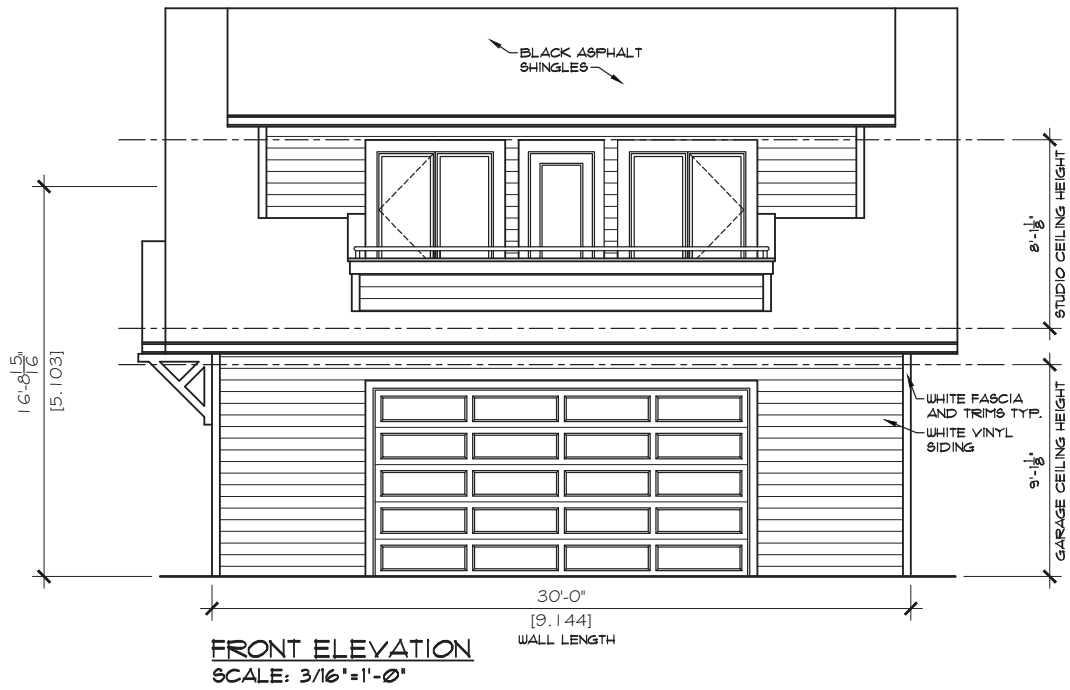 BLACK ASPHALT
SHINGLES
8'-1 1/8"
STUDIO CEILING HEIGHT
16'-8 15/16"
[5.103]
WHITE FASCIA
AND TRIMS TYP.
WHITE VINYL
SIDING
9'-1 1/8"
GARAGE CEILING HEIGHT
30'-0"
[9.144]
WALL LENGTH
FRONT ELEVATION
SCALE: 3/16"=1'-0"